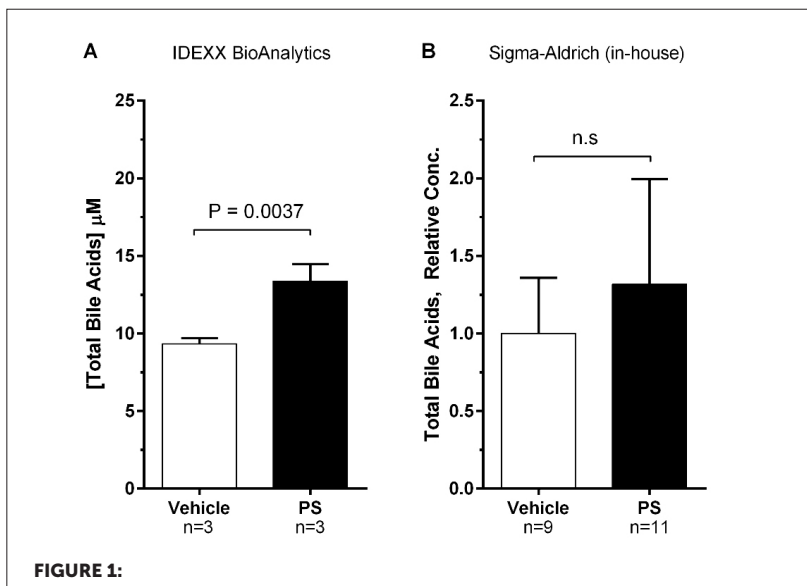 A IDEXX BioAnalytics
[Total Bile Acids] µM
25
20
15
10
5
0
P = 0.0037
Vehicle PS
n=3 n=3
B Sigma-Aldrich (in-house)
Total Bile Acids, Relative Conc.
2.5
2.0
1.5
1.0
0.5
0.0
n.s
Vehicle PS
n=9 n=11
FIGURE 1: